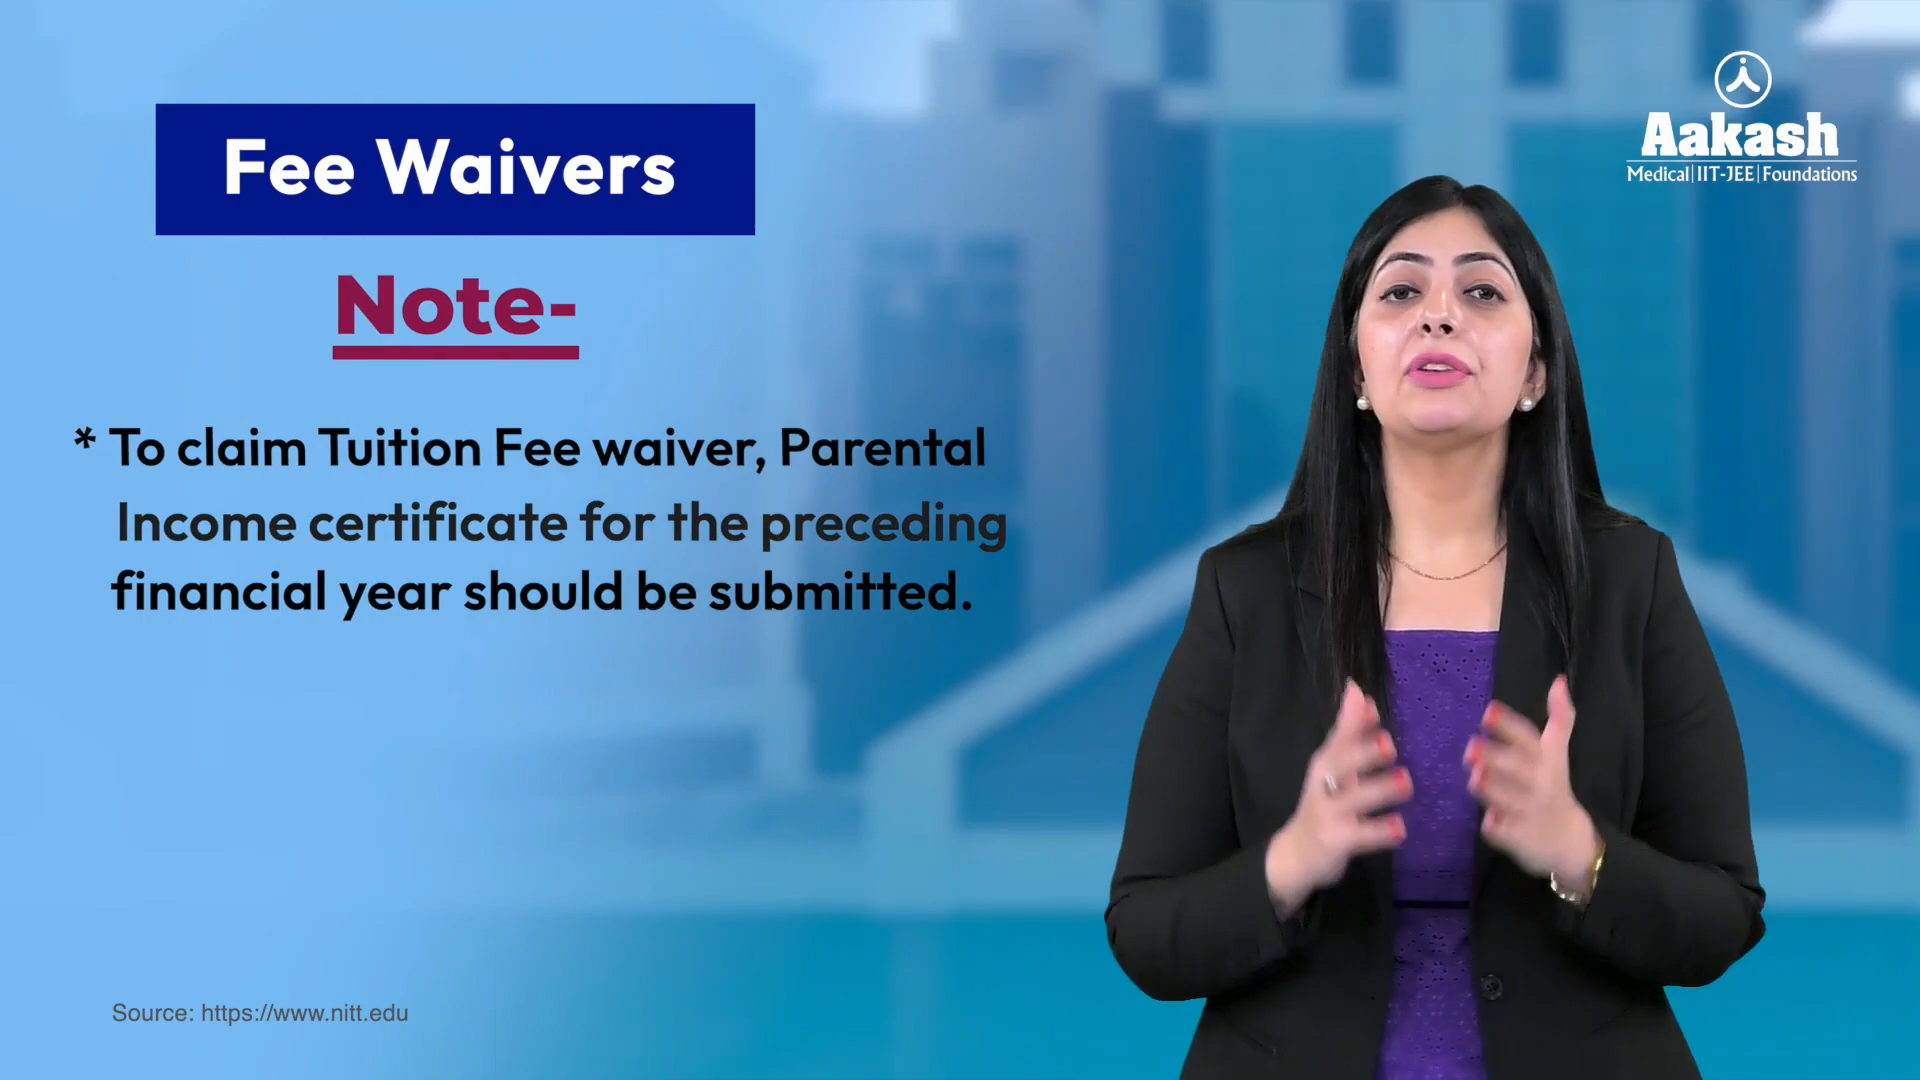 Fee Waivers
Note-
* To claim Tuition Fee waiver, Parental
Income certificate for the preceding
financial year should be submitted.
Source: https://www.nitt.edu
Aakash
Medical|IIT-JEE|Foundations